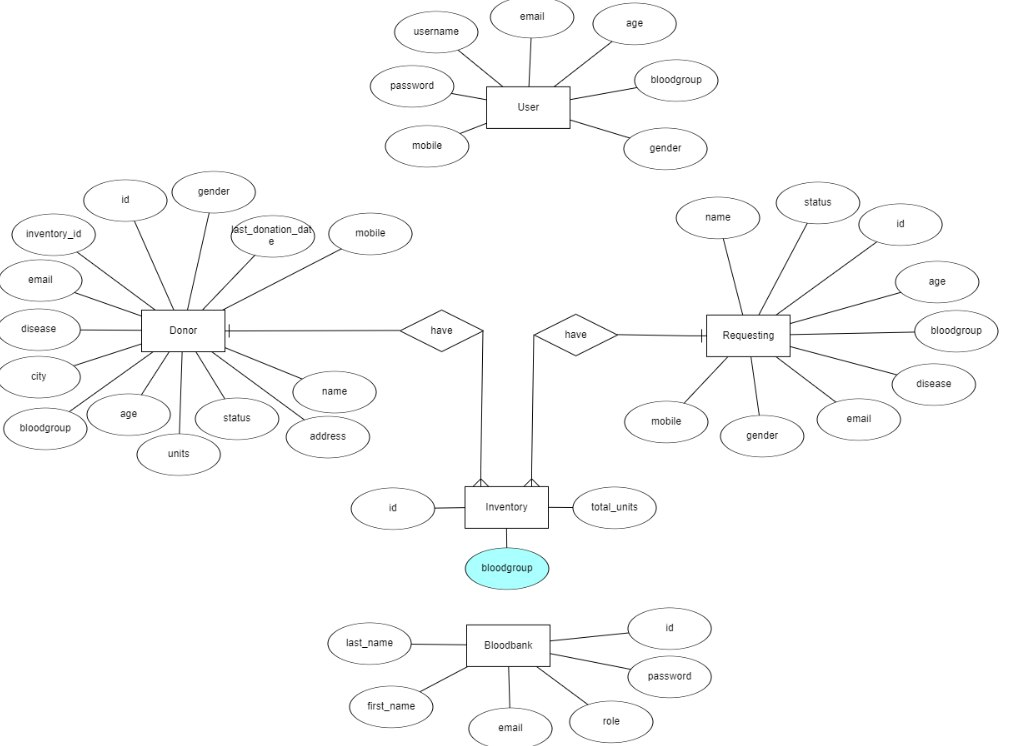 email
age
username
bloodgroup
password
User
mobile
gender
gender
id
last_donation_dat
e
inventory_id
mobile
email
disease
Donor
have
city
name
bloodgroup
age
status
address
units
status
name
id
age
have
Requesting
bloodgroup
disease
mobile
gender
email
id
Inventory
total_units
bloodgroup
last_name
Bloodbank
id
password
first_name
email
role